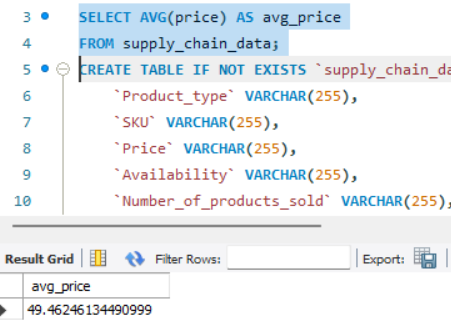 3 SELECT AVG(price) AS avg_price
4 FROM supply_chain_data;
5 CREATE TABLE IF NOT EXISTS `supply_chain_da
6 `Product_type` VARCHAR(255),
7 `SKU` VARCHAR(255),
8 `Price` VARCHAR(255),
9 `Availability` VARCHAR(255),
10 `Number_of_products_sold` VARCHAR(255),
Result Grid Filter Rows: Export:
avg_price
49.46246134490999